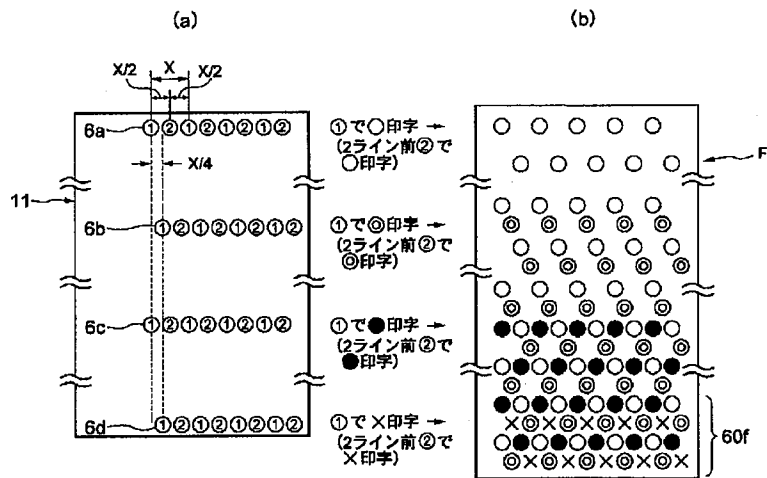 (a)
(b)
X
X/2
X/2
6a ①②①②①②①②
X/4
11
6b ①②①②①②①②
6c ①②①②①②①②
6d ①②①②①②①②
①で○印字 →
(2ライン前②で
○印字)
①で◎印字 →
(2ライン前②で
◎印字)
①で●印字 →
(2ライン前②で
●印字)
①で×印字 →
(2ライン前②で
×印字)
F
60f